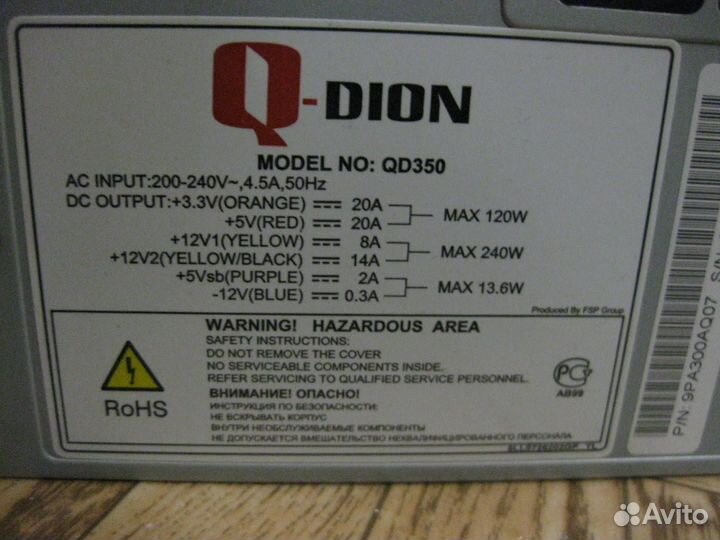 Q-DION
MODEL NO: QD350
AC INPUT:200-240V~,4.5A,50Hz
DC OUTPUT:+3.3V(ORANGE) 20A
+5V(RED) 20A
MAX 120W
+12V1(YELLOW) 8A
+12V2(YELLOW/BLACK) 14A
MAX 240W
+5Vsb(PURPLE) 2A
-12V(BLUE) 0.3A
MAX 13.6W
Produced By FSP Group
WARNING! HAZARDOUS AREA
SAFETY INSTRUCTIONS:
DO NOT REMOVE THE COVER
NO SERVICEABLE COMPONENTS INSIDE.
REFER SERVICING TO QUALIFIED SERVICE PERSONNEL.
ВНИМАНИЕ! ОПАСНО!
ИНСТРУКЦИЯ ПО БЕЗОПАСНОСТИ:
НЕ ВСКРЫВАТЬ КОРПУС
ВНУТРИ НЕОБСЛУЖИВАЕМЫЕ КОМПОНЕНТЫ
НЕ ДОПУСКАЕТСЯ ВМЕШАТЕЛЬСТВО НЕКВАЛИФИЦИРОВАННОГО ПЕРСОНАЛА
RoHS
РСТ
АВ99
P/N: 9PA300AQ07 S/N
Avito